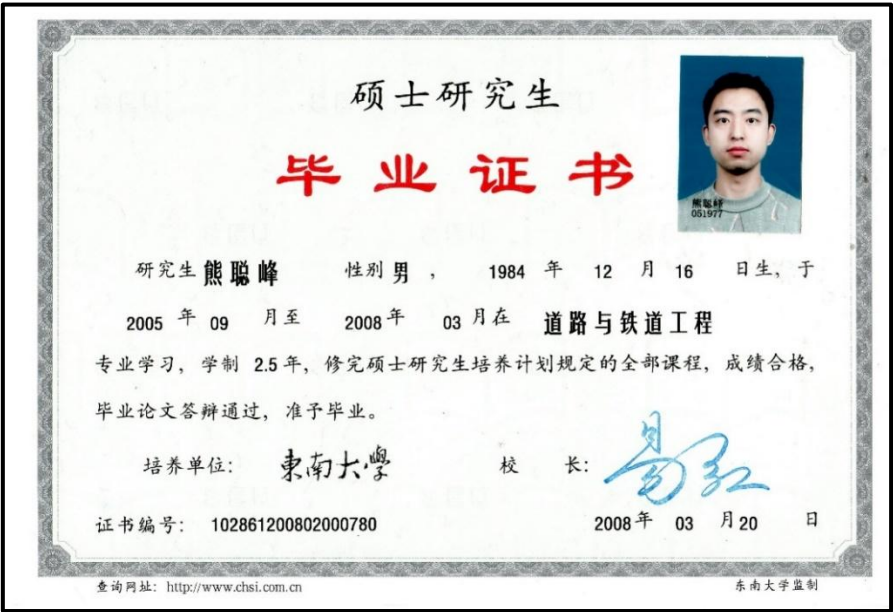 硕士研究生
毕业证书
熊聪峰
051977
研究生 熊聪峰 性别 男 , 1984 年 12 月 16 日生, 于
2005 年 09 月至 2008 年 03 月在 道路与铁道工程
专业学习, 学制 2.5 年, 修完硕士研究生培养计划规定的全部课程, 成绩合格,
毕业论文答辩通过, 准予毕业。
培养单位: 東南大學 校 长: 易红
证书编号: 102861200802000780 2008 年 03 月 20 日
查询网址: http://www.chsi.com.cn 东南大学监制